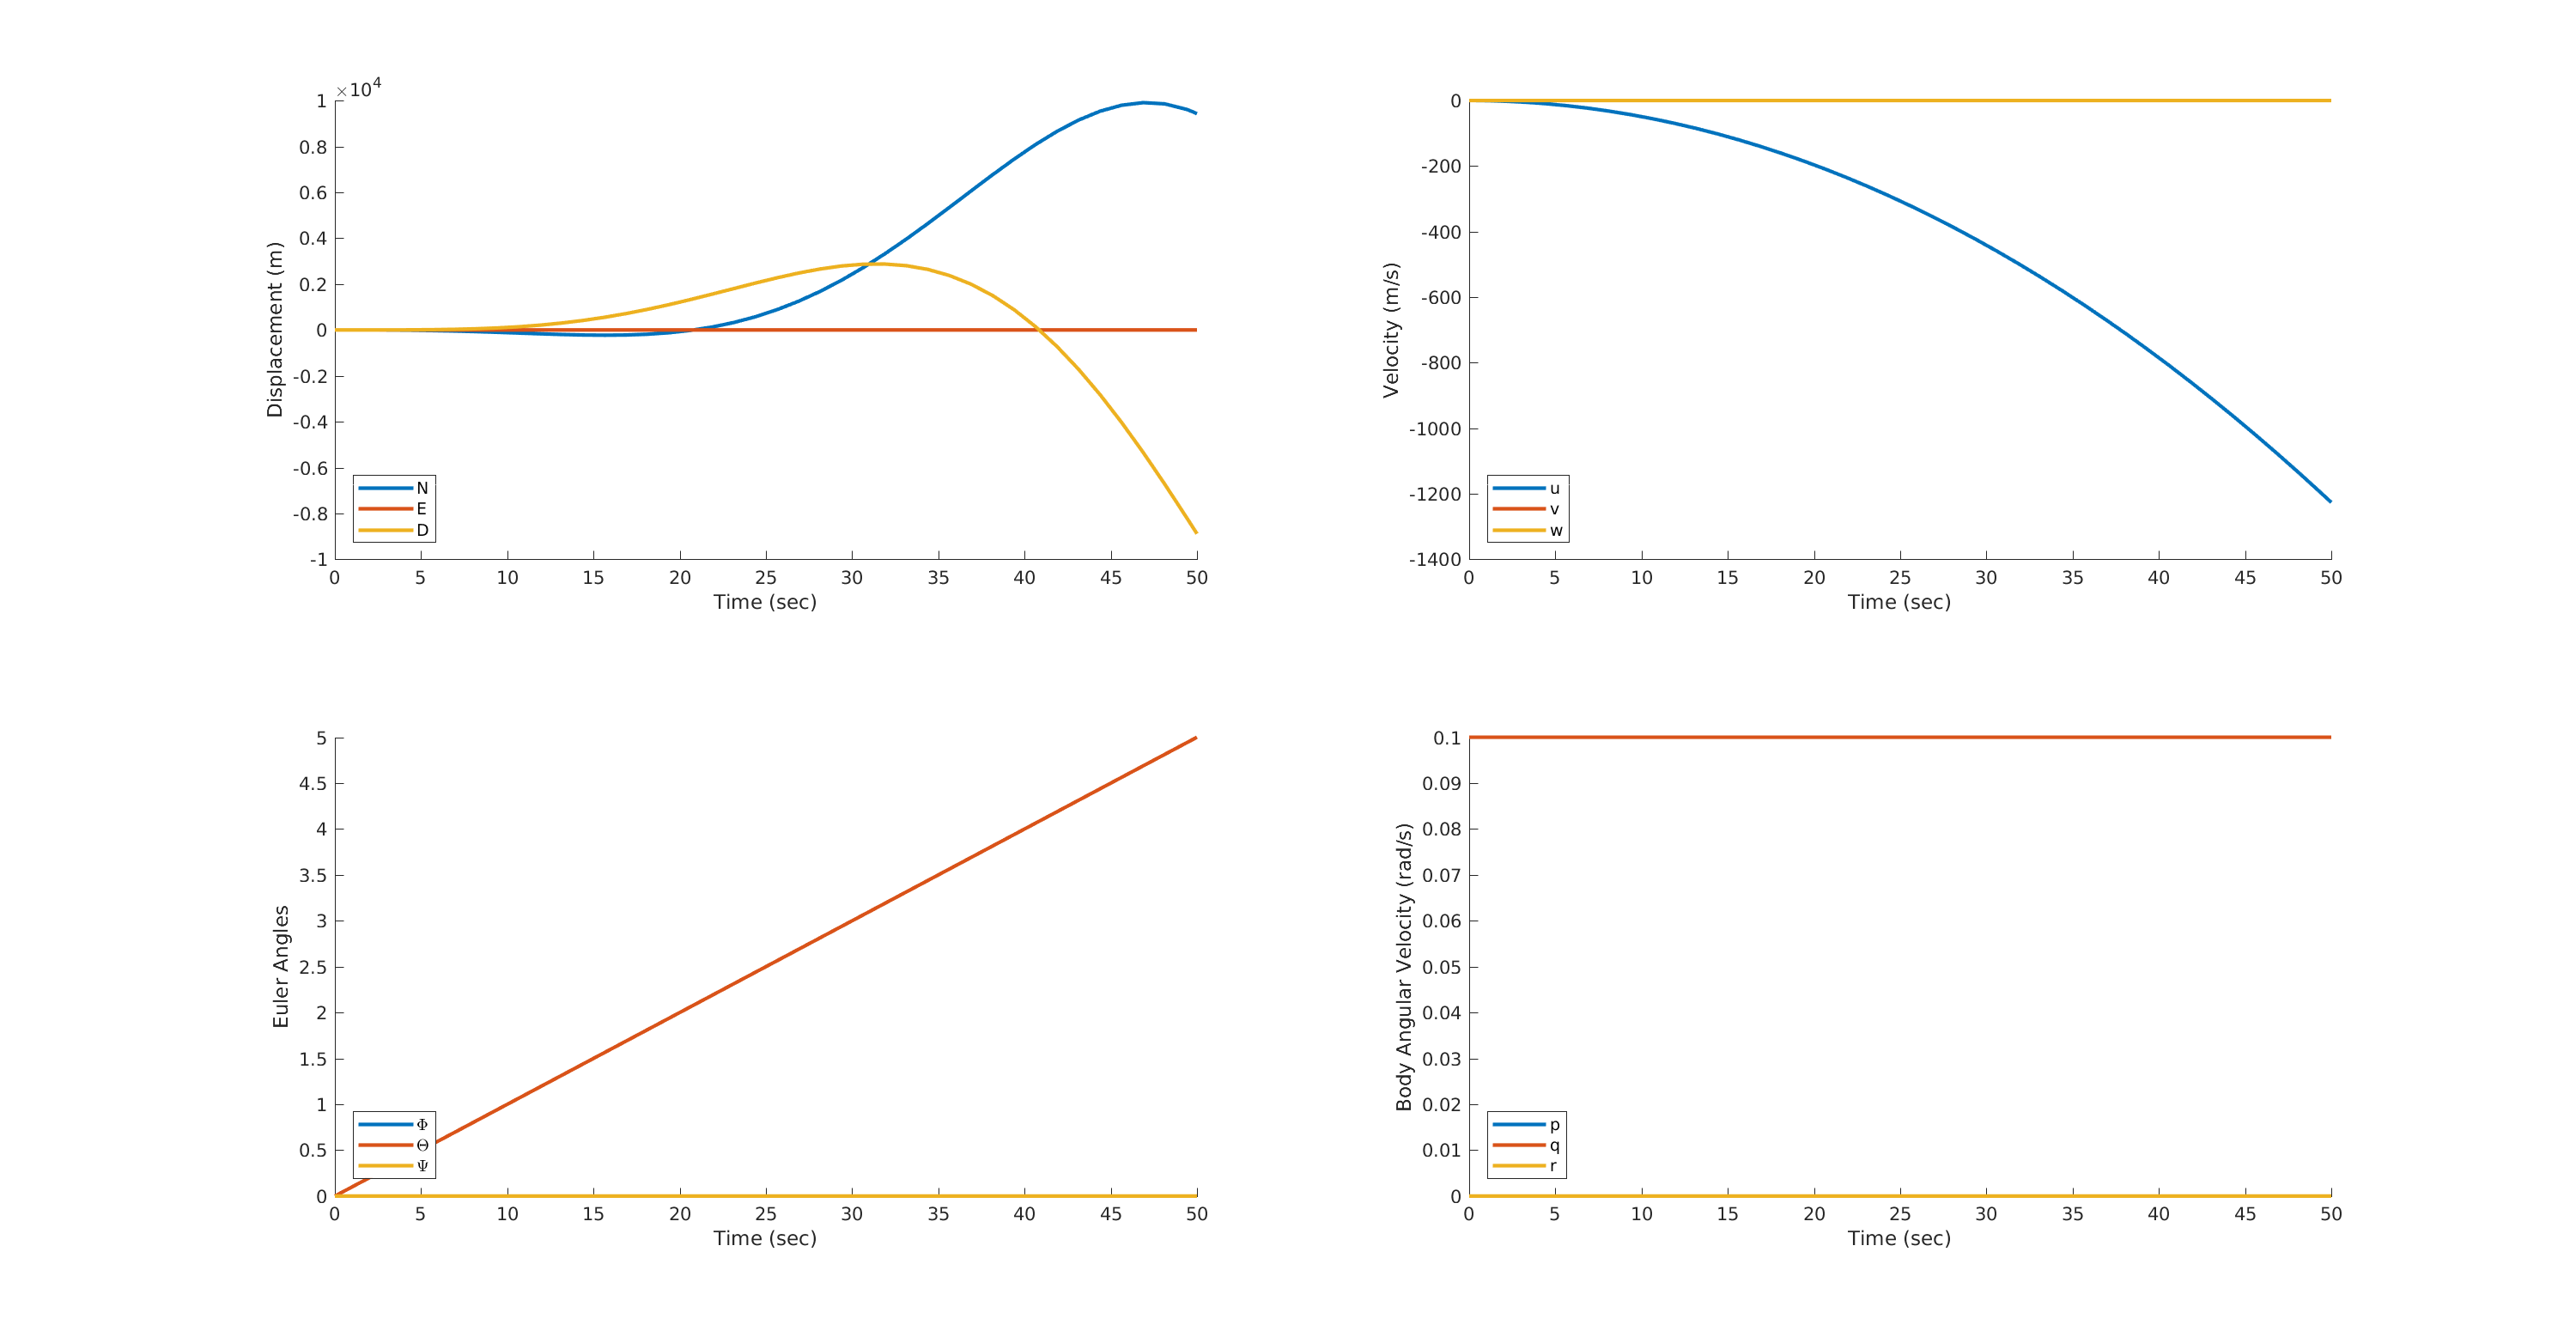 ×10^4
1
0.8
0.6
0.4
0.2
0
-0.2
-0.4
-0.6
-0.8
-1
Displacement (m)
N
E
D
0 5 10 15 20 25 30 35 40 45 50
Time (sec)
0
-200
-400
-600
-800
-1000
-1200
-1400
Velocity (m/s)
u
v
w
0 5 10 15 20 25 30 35 40 45 50
Time (sec)
5
4.5
4
3.5
3
2.5
2
1.5
1
0.5
0
Euler Angles
Φ
Θ
Ψ
0 5 10 15 20 25 30 35 40 45 50
Time (sec)
0.1
0.09
0.08
0.07
0.06
0.05
0.04
0.03
0.02
0.01
0
Body Angular Velocity (rad/s)
p
q
r
0 5 10 15 20 25 30 35 40 45 50
Time (sec)